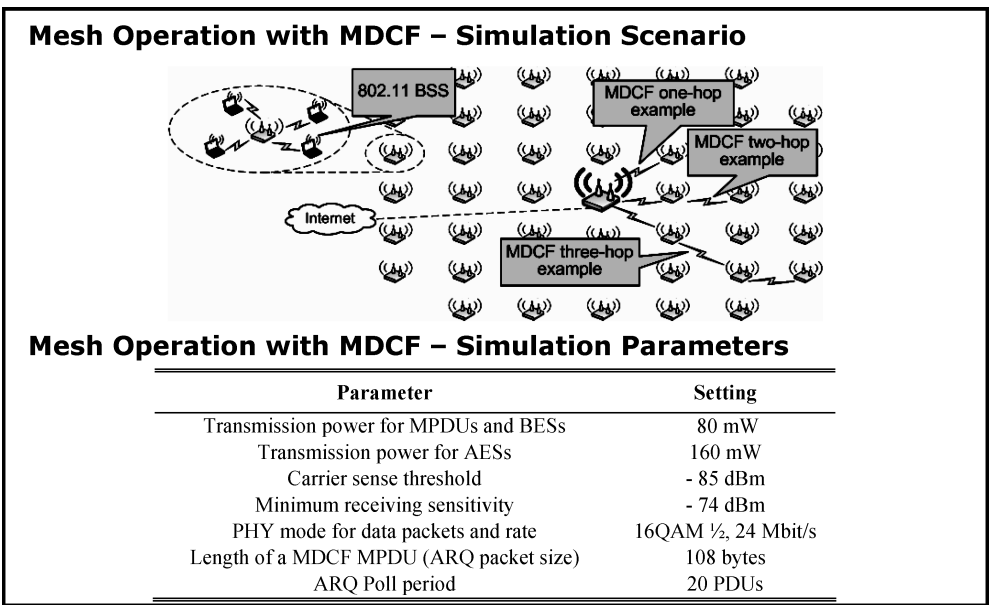 Mesh Operation with MDCF – Simulation Scenario
802.11 BSS
MDCF one-hop
example
MDCF two-hop
example
Internet
MDCF three-hop
example
Mesh Operation with MDCF – Simulation Parameters
Parameter Setting
Transmission power for MPDUs and BESs 80 mW
Transmission power for AESs 160 mW
Carrier sense threshold - 85 dBm
Minimum receiving sensitivity - 74 dBm
PHY mode for data packets and rate 16QAM ½, 24 Mbit/s
Length of a MDCF MPDU (ARQ packet size) 108 bytes
ARQ Poll period 20 PDUs